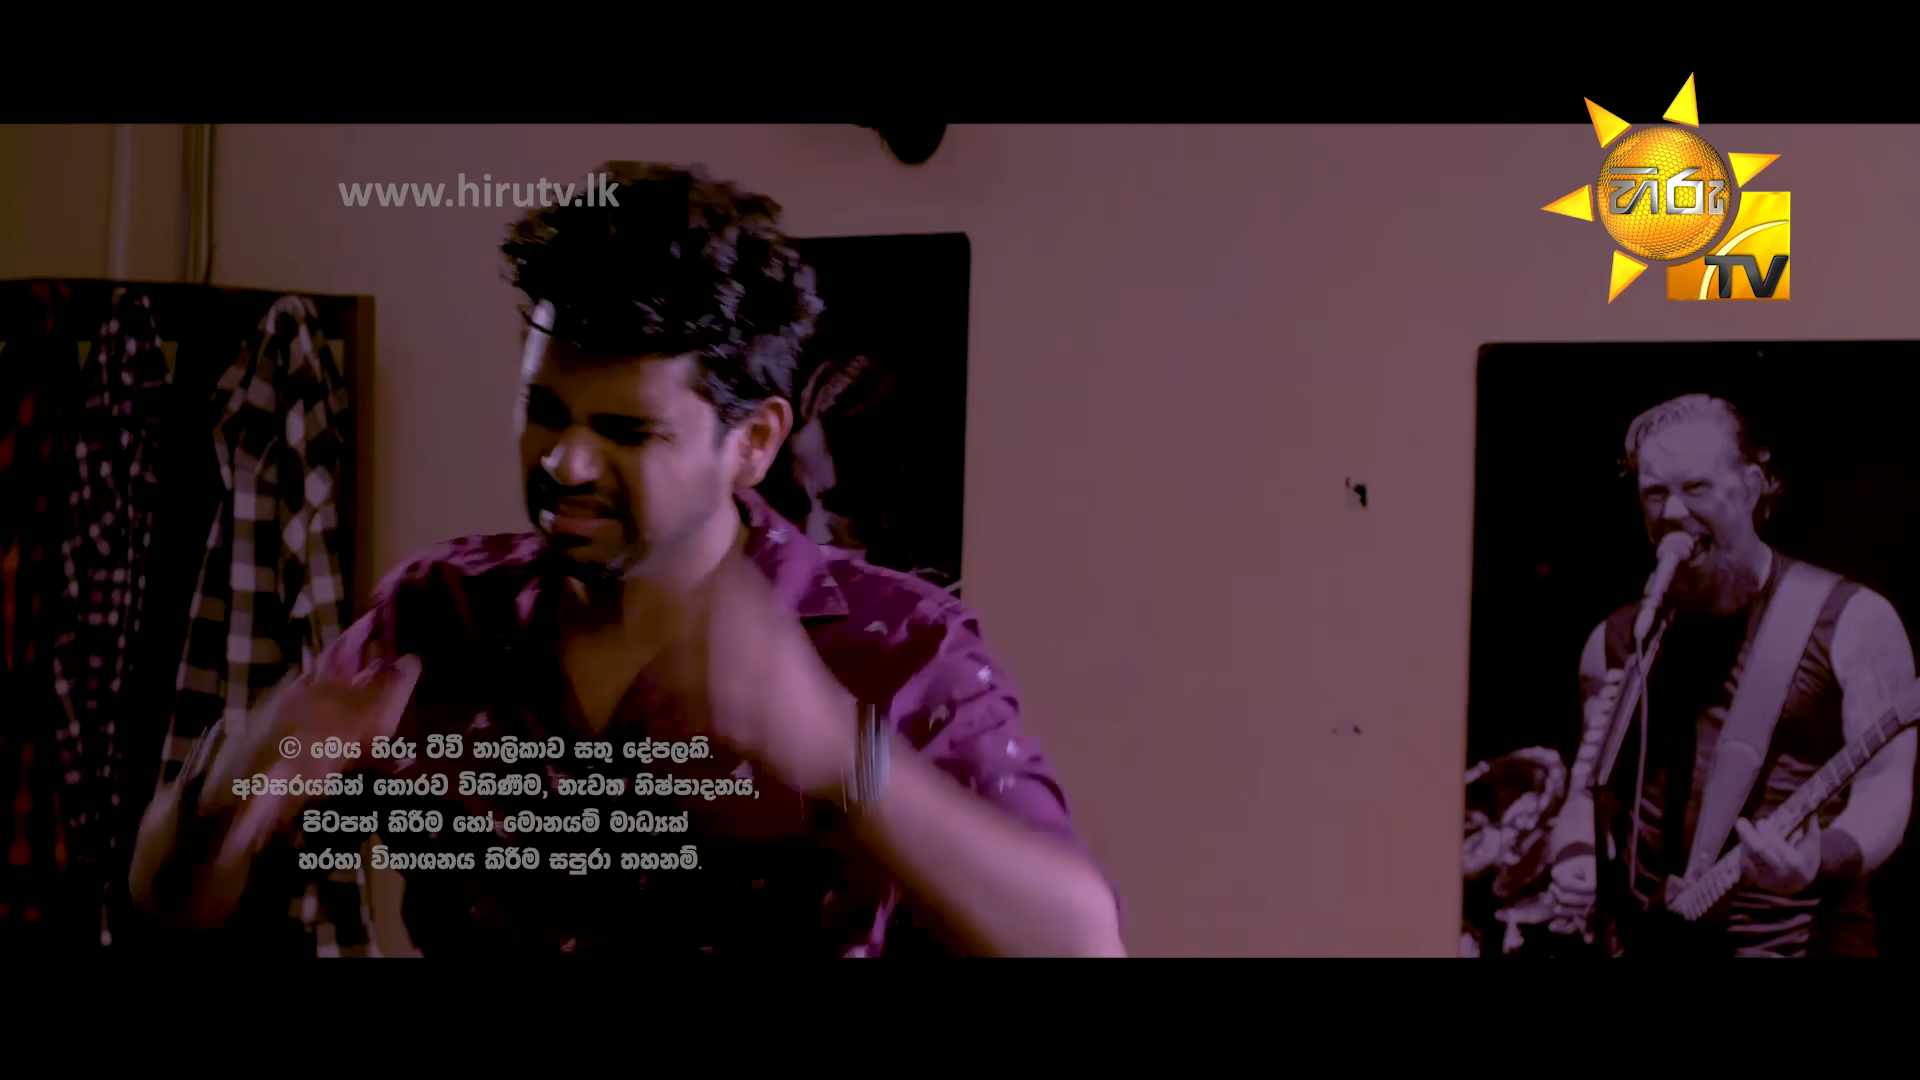 www.hirutv.lk
හිරු
TV
© මෙය හිරු ටීවී නාලිකාව සතු දේපලකි.
අවසරයකින් තොරව විකිණීම, නැවත නිෂ්පාදනය,
පිටපත් කිරීම හෝ මොනයම් මාධ්‍යක්
හරහා විකාශනය කිරීම සපුරා තහනම්.